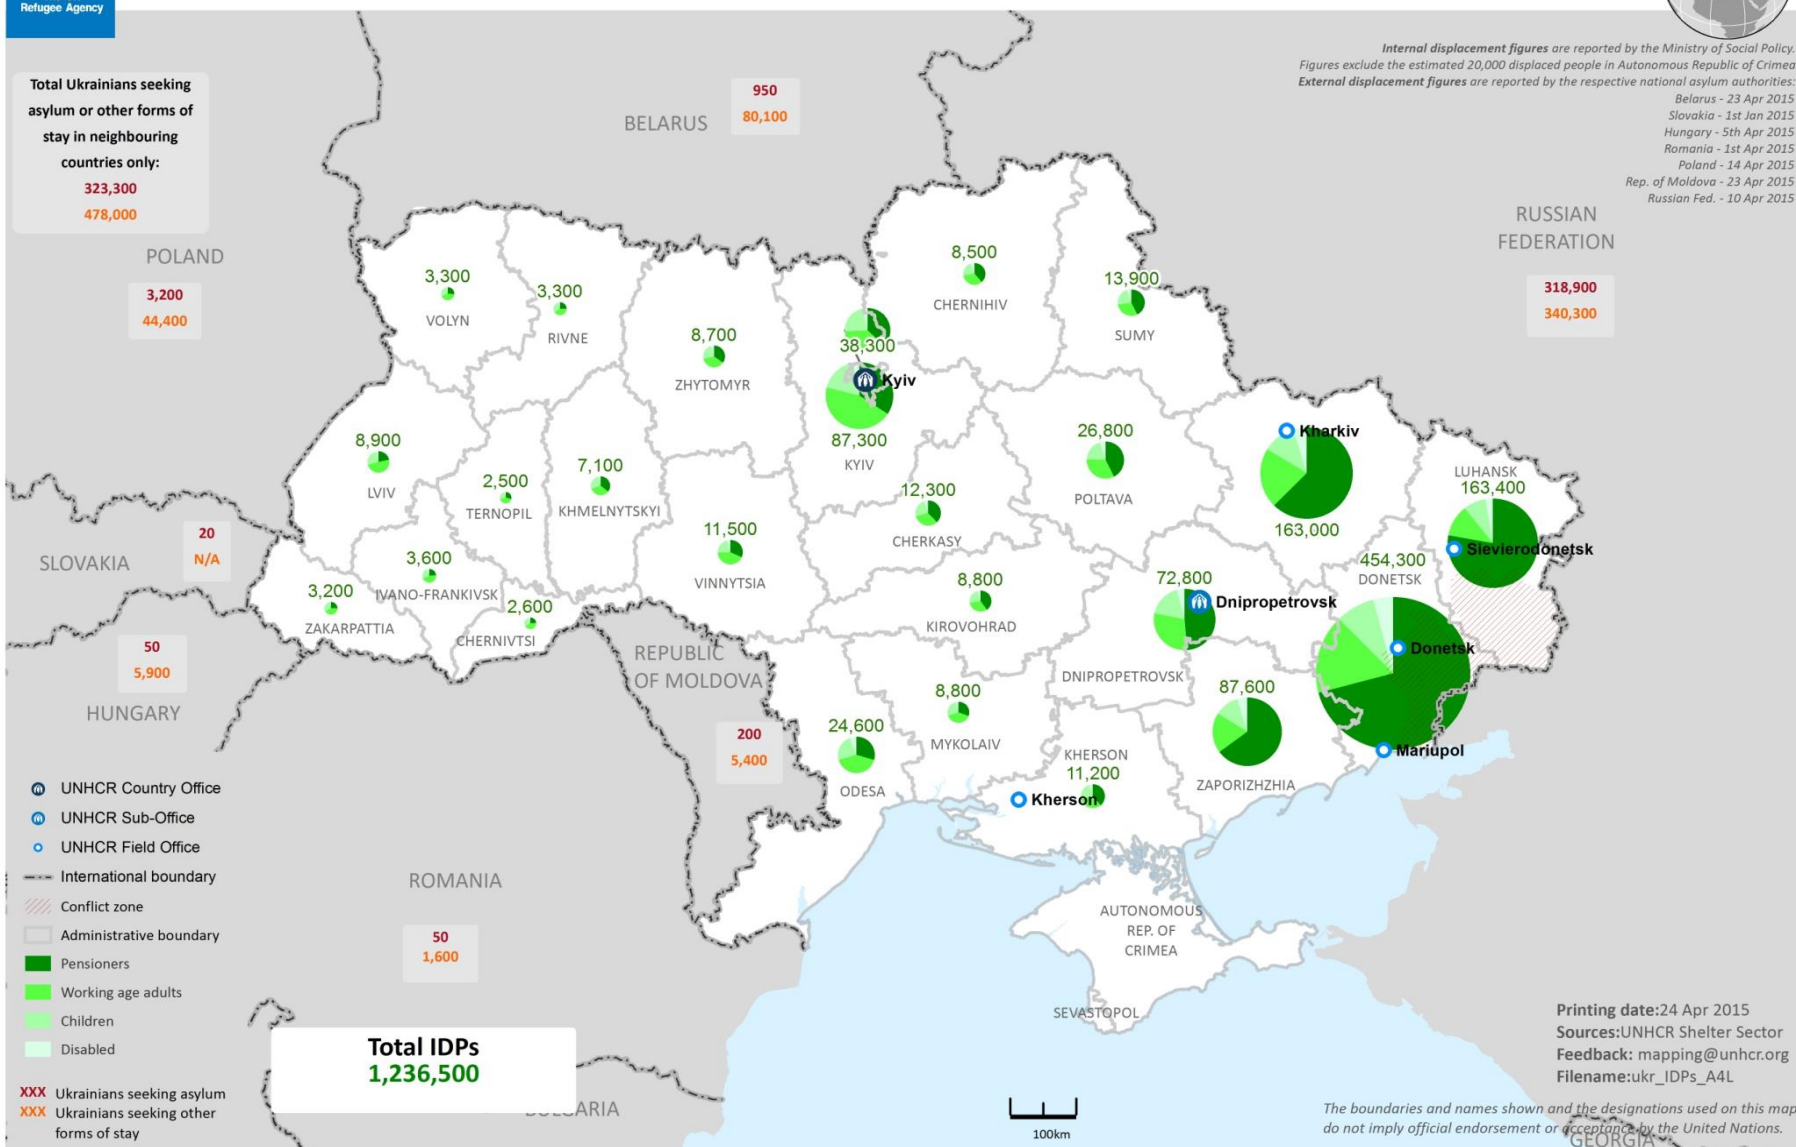 Refugee Agency
Internal displacement figures are reported by the Ministry of Social Policy.
Figures exclude the estimated 20,000 displaced people in Autonomous Republic of Crimea
External displacement figures are reported by the respective national asylum authorities:
Belarus - 23 Apr 2015
Slovakia - 1st Jan 2015
Hungary - 5th Apr 2015
Romania - 1st Apr 2015
Poland - 14 Apr 2015
Rep. of Moldova - 23 Apr 2015
Russian Fed. - 10 Apr 2015
Total Ukrainians seeking
asylum or other forms of
stay in neighbouring
countries only:
323,300
478,000
BELARUS
950
80,100
POLAND
3,200
44,400
RUSSIAN
FEDERATION
318,900
340,300
3,300
VOLYN
3,300
RIVNE
8,700
ZHYTOMYR
8,500
CHERNIHIV
13,900
SUMY
38,300
Kyiv
87,300
KYIV
8,900
LVIV
2,500
TERNOPIL
7,100
KHMELNYTSKYI
11,500
VINNYTSIA
12,300
CHERKASY
26,800
POLTAVA
Kharkiv
163,000
LUHANSK
163,400
Sievierodonetsk
454,300
DONETSK
Donetsk
Mariupol
SLOVAKIA
20
N/A
3,600
IVANO-FRANKIVSK
3,200
ZAKARPATTIA
2,600
CHERNIVTSI
8,800
KIROVOHRAD
72,800
Dnipropetrovsk
DNIPROPETROVSK
50
5,900
HUNGARY
REPUBLIC
OF MOLDOVA
200
5,400
24,600
ODESA
8,800
MYKOLAIV
KHERSON
11,200
Kherson
87,600
ZAPORIZHZHIA
AUTONOMOUS
REP. OF
CRIMEA
SEVASTOPOL
ROMANIA
50
1,600
UNHCR Country Office
UNHCR Sub-Office
UNHCR Field Office
International boundary
Conflict zone
Administrative boundary
Pensioners
Working age adults
Children
Disabled
XXX Ukrainians seeking asylum
XXX Ukrainians seeking other
forms of stay
Total IDPs
1,236,500
BULGARIA
100km
Printing date:24 Apr 2015
Sources:UNHCR Shelter Sector
Feedback: mapping@unhcr.org
Filename:ukr_IDPs_A4L
The boundaries and names shown and the designations used on this map
do not imply official endorsement or acceptance by the United Nations.
GEORGIA